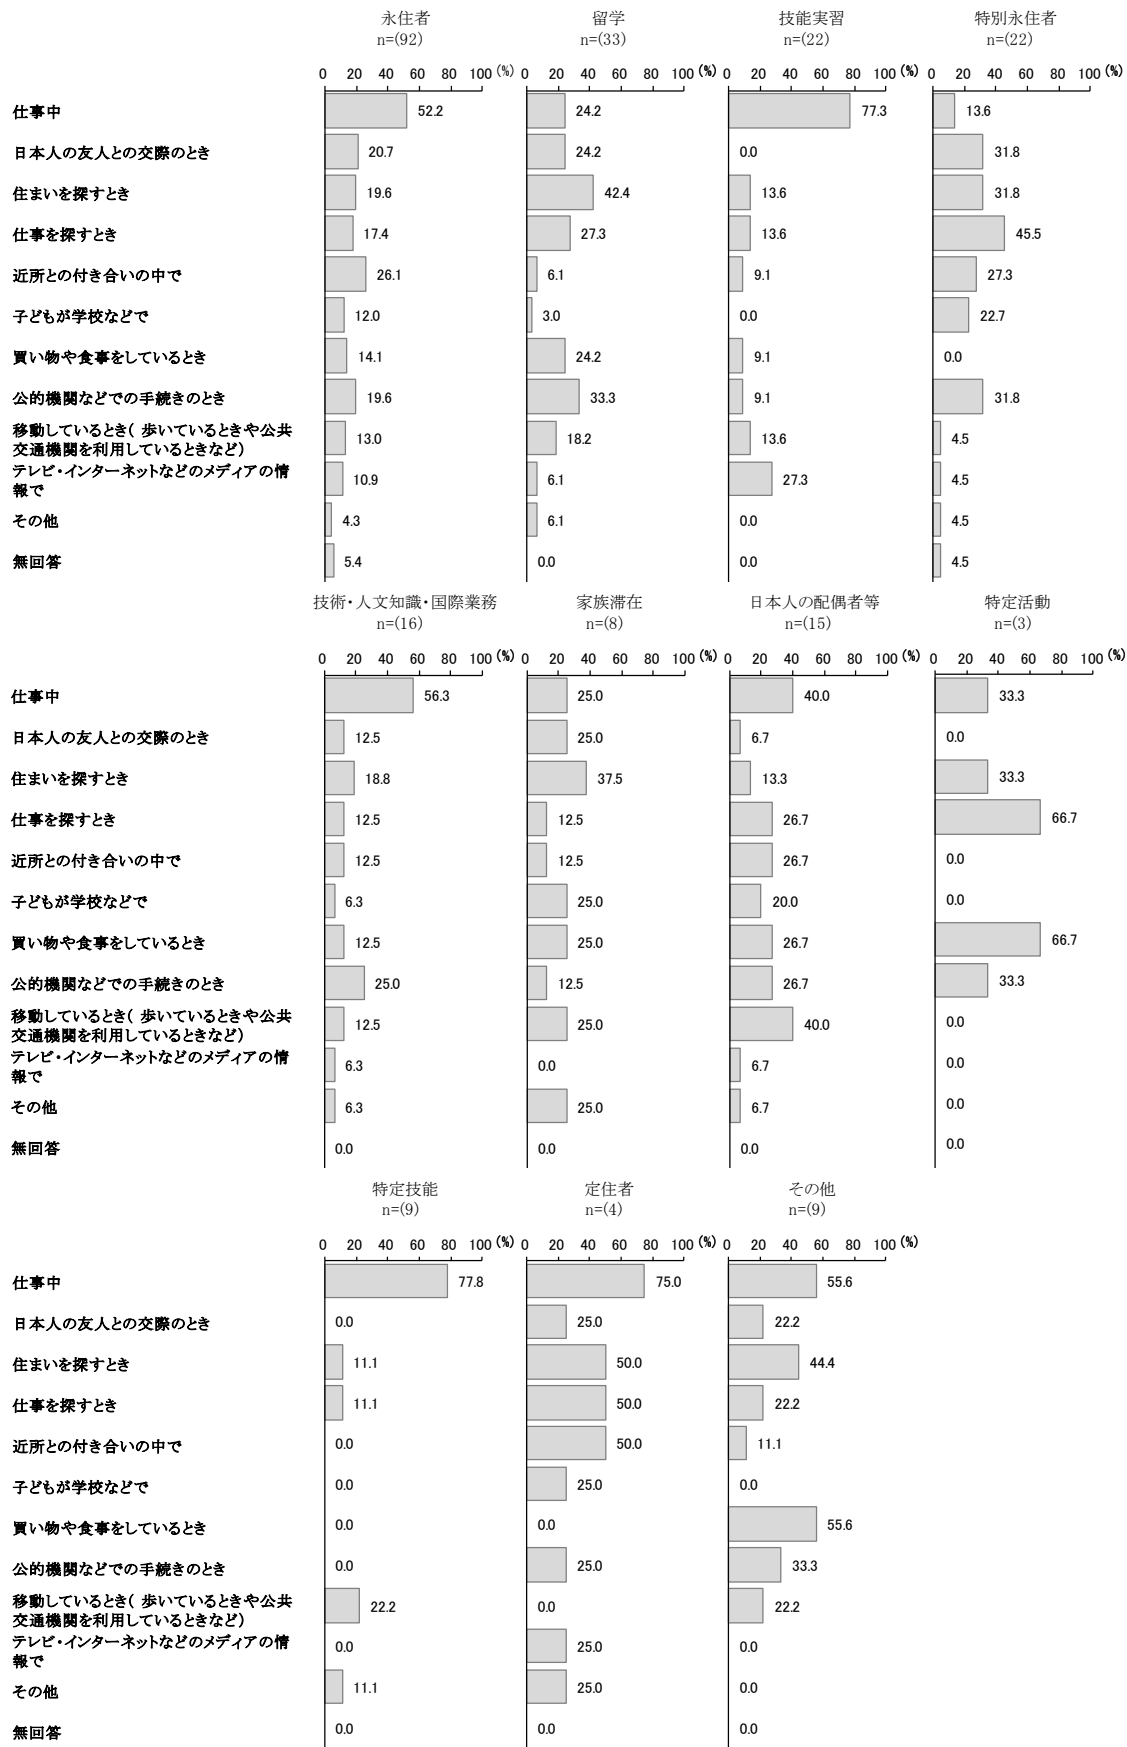 永住者 留学 技能実習 特別永住者
n=(92) n=(33) n=(22) n=(22)
0 20 40 60 80 100 (%) 0 20 40 60 80 100 (%) 0 20 40 60 80 100 (%) 0 20 40 60 80 100 (%)
仕事中 52.2 24.2 77.3 13.6
日本人の友人との交際のとき 20.7 24.2 0.0 31.8
住まいを探すとき 19.6 42.4 13.6 31.8
仕事を探すとき 17.4 27.3 13.6 45.5
近所との付き合いの中で 26.1 6.1 9.1 27.3
子どもが学校などで 12.0 3.0 0.0 22.7
買い物や食事をしているとき 14.1 24.2 9.1 0.0
公的機関などでの手続きのとき 19.6 33.3 9.1 31.8
移動しているとき( 歩いているときや公共
交通機関を利用しているときなど) 13.0 18.2 13.6 4.5
テレビ・インターネットなどのメディアの情
報で 10.9 6.1 27.3 4.5
その他 4.3 6.1 0.0 4.5
無回答 5.4 0.0 0.0 4.5
技術・人文知識・国際業務 家族滞在 日本人の配偶者等 特定活動
n=(16) n=(8) n=(15) n=(3)
0 20 40 60 80 100 (%) 0 20 40 60 80 100 (%) 0 20 40 60 80 100 (%) 0 20 40 60 80 100 (%)
仕事中 56.3 25.0 40.0 33.3
日本人の友人との交際のとき 12.5 25.0 6.7 0.0
住まいを探すとき 18.8 37.5 13.3 33.3
仕事を探すとき 12.5 12.5 26.7 66.7
近所との付き合いの中で 12.5 12.5 26.7 0.0
子どもが学校などで 6.3 25.0 20.0 0.0
買い物や食事をしているとき 12.5 25.0 26.7 66.7
公的機関などでの手続きのとき 25.0 12.5 26.7 33.3
移動しているとき( 歩いているときや公共
交通機関を利用しているときなど) 12.5 25.0 40.0 0.0
テレビ・インターネットなどのメディアの情
報で 6.3 0.0 6.7 0.0
その他 6.3 25.0 6.7 0.0
無回答 0.0 0.0 0.0 0.0
特定技能 定住者 その他
n=(9) n=(4) n=(9)
0 20 40 60 80 100 (%) 0 20 40 60 80 100 (%) 0 20 40 60 80 100 (%)
仕事中 77.8 75.0 55.6
日本人の友人との交際のとき 0.0 25.0 22.2
住まいを探すとき 11.1 50.0 44.4
仕事を探すとき 11.1 50.0 22.2
近所との付き合いの中で 0.0 50.0 11.1
子どもが学校などで 0.0 25.0 0.0
買い物や食事をしているとき 0.0 0.0 55.6
公的機関などでの手続きのとき 0.0 25.0 33.3
移動しているとき( 歩いているときや公共
交通機関を利用しているときなど) 22.2 0.0 22.2
テレビ・インターネットなどのメディアの情
報で 0.0 25.0 0.0
その他 11.1 25.0 0.0
無回答 0.0 0.0 0.0